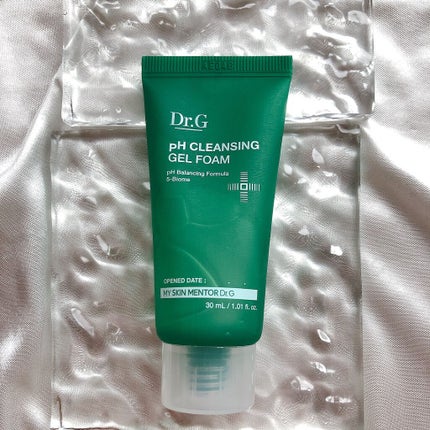 Dr.G
pH CLEANSING
GEL FOAM
pH Balancing Formula
5-Biome
OPENED DATE :
MY SKIN MENTOR Dr.G
30 mL / 1.01 fl. oz.